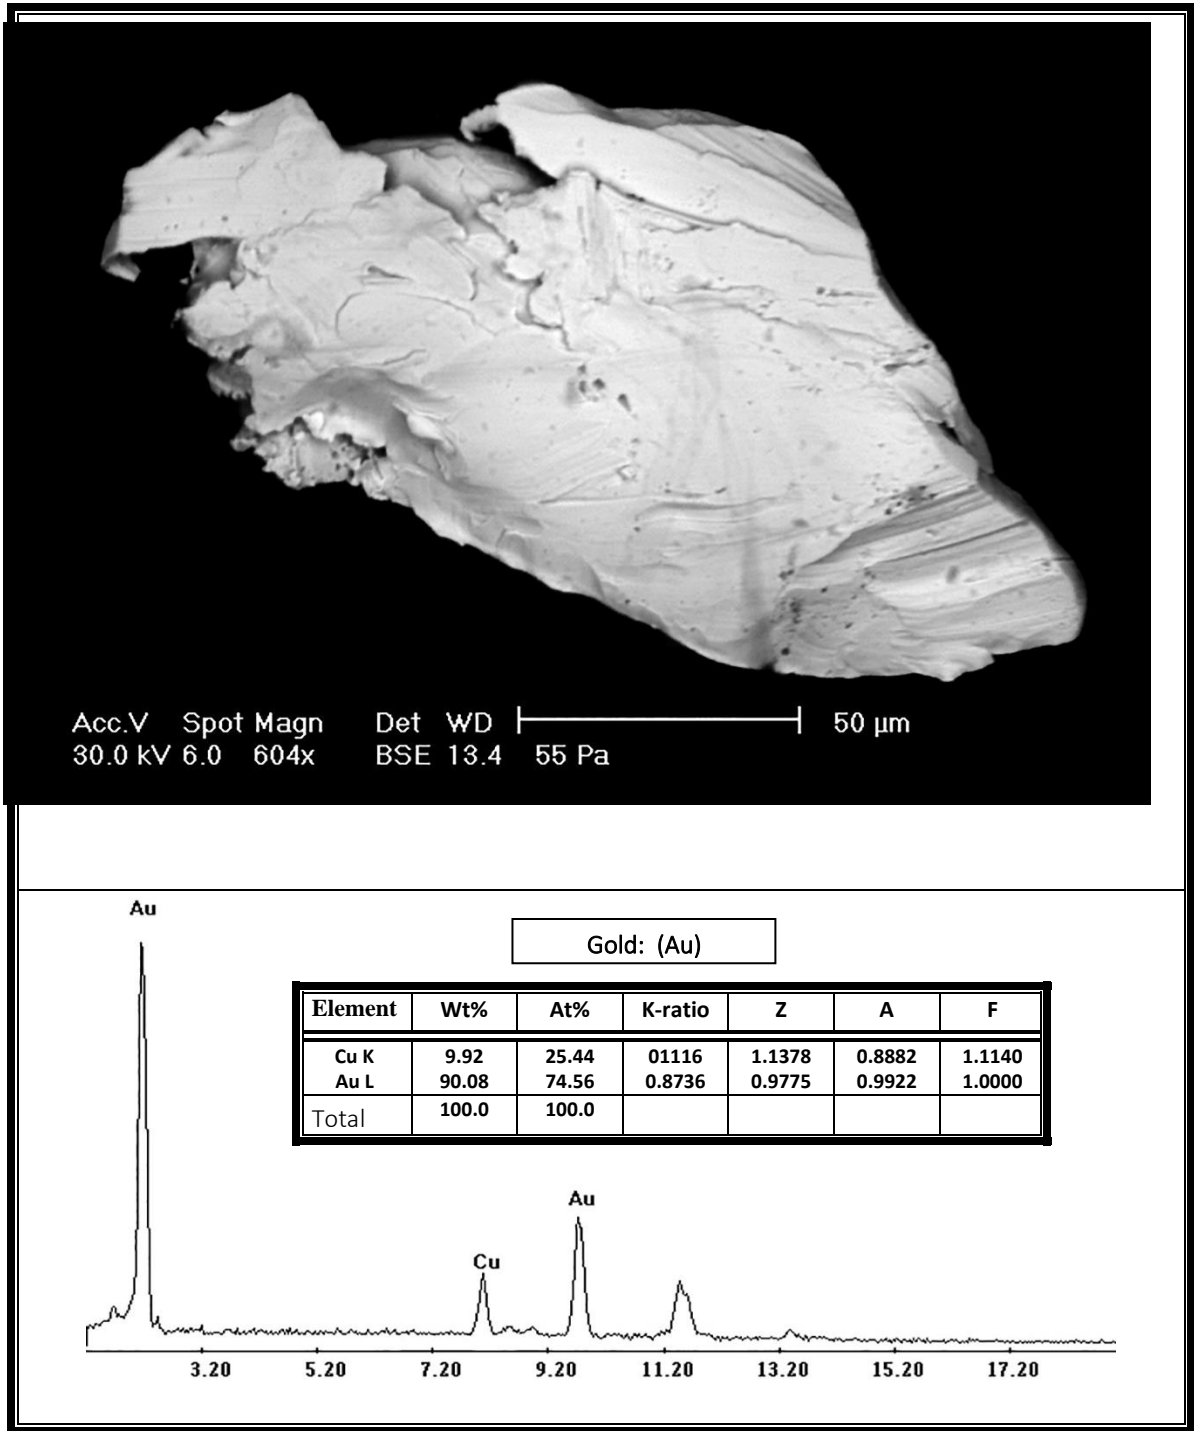 Acc.V Spot Magn Det WD 50 µm
30.0 kV 6.0 604x BSE 13.4 55 Pa
Au
Gold: (Au)
Element Wt% At% K-ratio Z A F
Cu K 9.92 25.44 01116 1.1378 0.8882 1.1140
Au L 90.08 74.56 0.8736 0.9775 0.9922 1.0000
Total 100.0 100.0
Au
Cu
3.20 5.20 7.20 9.20 11.20 13.20 15.20 17.20